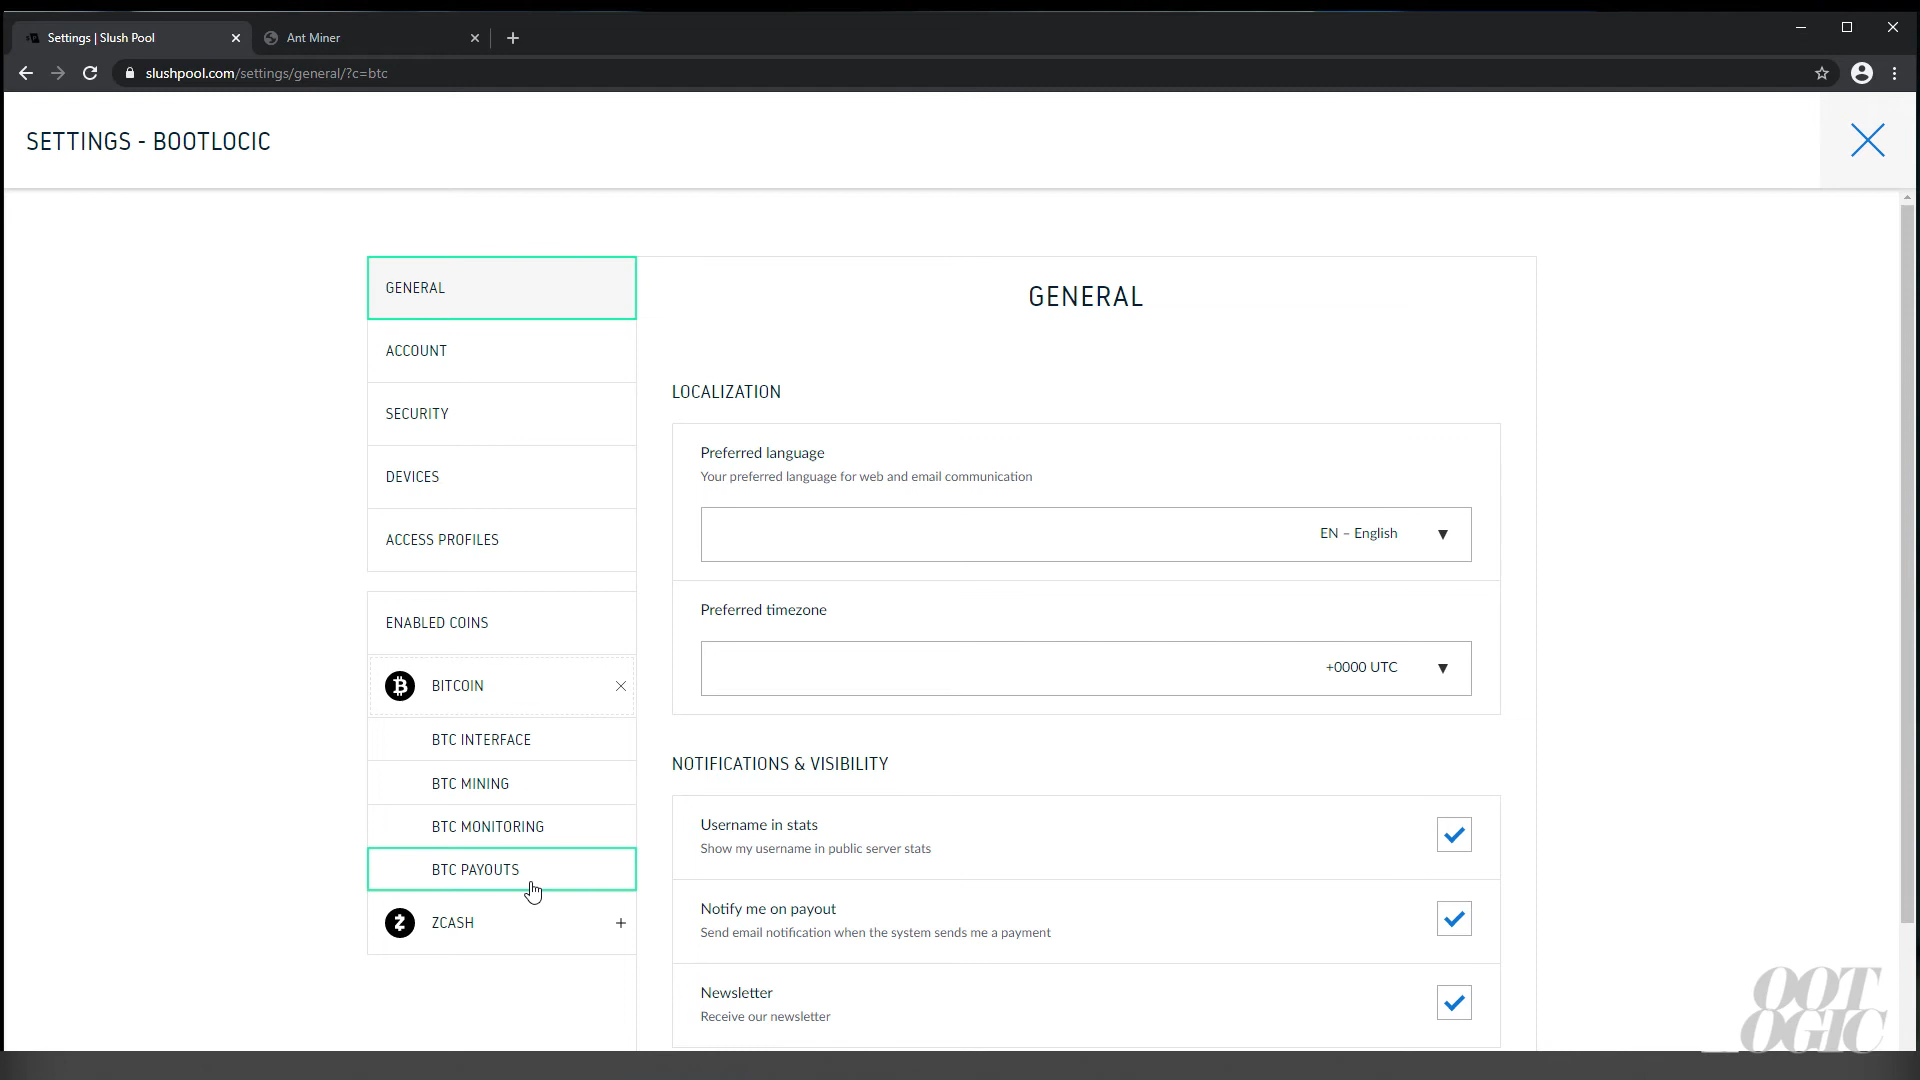 Settings | Slush Pool
Ant Miner
slushpool.com/settings/general/?c=btc
SETTINGS - BOOTLOCIC
GENERAL
ACCOUNT
SECURITY
DEVICES
ACCESS PROFILES
ENABLED COINS
BITCOIN
BTC INTERFACE
BTC MINING
BTC MONITORING
BTC PAYOUTS
ZCASH
GENERAL
LOCALIZATION
Preferred language
Your preferred language for web and email communication
EN – English
Preferred timezone
+0000 UTC
NOTIFICATIONS & VISIBILITY
Username in stats
Show my username in public server stats
Notify me on payout
Send email notification when the system sends me a payment
Newsletter
Receive our newsletter
OOT
OGIC